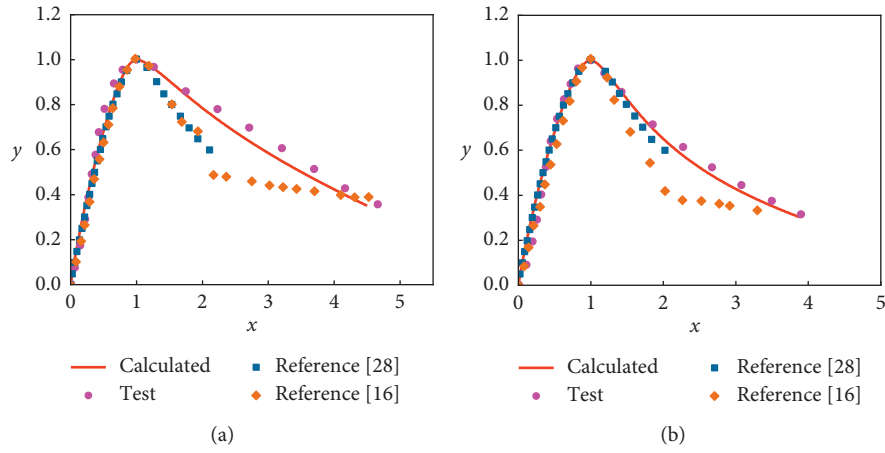 1.2
1.0
0.8
0.6
0.4
0.2
0.0
y
0 1 2 3 4 5
x
Calculated
Test
Reference [28]
Reference [16]
(a)
1.2
1.0
0.8
0.6
0.4
0.2
0.0
y
0 1 2 3 4 5
x
Calculated
Test
Reference [28]
Reference [16]
(b)